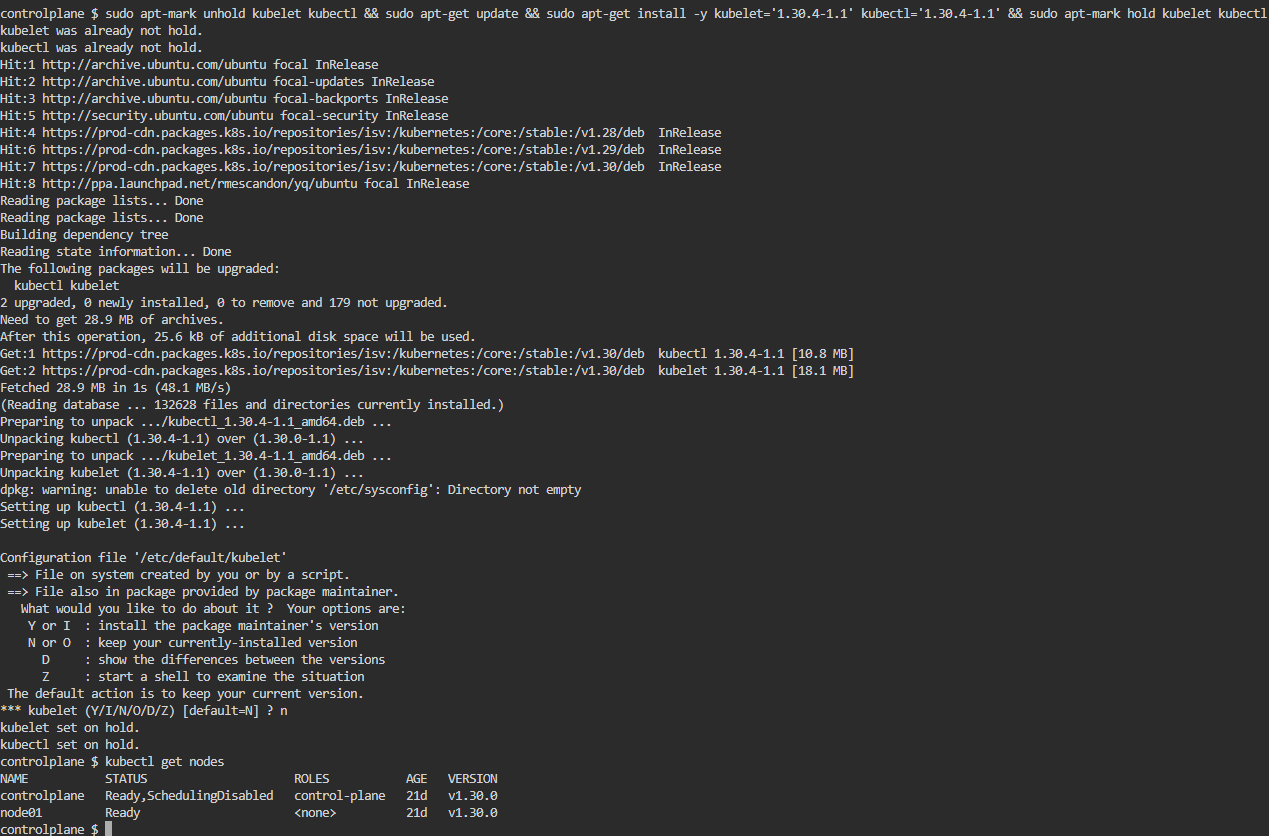 controlplane $ sudo apt-mark unhold kubelet kubectl && sudo apt-get update && sudo apt-get install -y kubelet='1.30.4-1.1' kubectl='1.30.4-1.1' && sudo apt-mark hold kubelet kubectl
kubelet was already not hold.
kubectl was already not hold.
Hit:1 http://archive.ubuntu.com/ubuntu focal InRelease
Hit:2 http://archive.ubuntu.com/ubuntu focal-updates InRelease
Hit:3 http://archive.ubuntu.com/ubuntu focal-backports InRelease
Hit:5 http://security.ubuntu.com/ubuntu focal-security InRelease
Hit:4 https://prod-cdn.packages.k8s.io/repositories/isv:/kubernetes:/core:/stable:/v1.28/deb  InRelease
Hit:6 https://prod-cdn.packages.k8s.io/repositories/isv:/kubernetes:/core:/stable:/v1.29/deb  InRelease
Hit:7 https://prod-cdn.packages.k8s.io/repositories/isv:/kubernetes:/core:/stable:/v1.30/deb  InRelease
Hit:8 http://ppa.launchpad.net/rmescandon/yq/ubuntu focal InRelease
Reading package lists... Done
Reading package lists... Done
Building dependency tree
Reading state information... Done
The following packages will be upgraded:
  kubectl kubelet
2 upgraded, 0 newly installed, 0 to remove and 179 not upgraded.
Need to get 28.9 MB of archives.
After this operation, 25.6 kB of additional disk space will be used.
Get:1 https://prod-cdn.packages.k8s.io/repositories/isv:/kubernetes:/core:/stable:/v1.30/deb  kubectl 1.30.4-1.1 [10.8 MB]
Get:2 https://prod-cdn.packages.k8s.io/repositories/isv:/kubernetes:/core:/stable:/v1.30/deb  kubelet 1.30.4-1.1 [18.1 MB]
Fetched 28.9 MB in 1s (48.1 MB/s)
(Reading database ... 132628 files and directories currently installed.)
Preparing to unpack .../kubectl_1.30.4-1.1_amd64.deb ...
Unpacking kubectl (1.30.4-1.1) over (1.30.0-1.1) ...
Preparing to unpack .../kubelet_1.30.4-1.1_amd64.deb ...
Unpacking kubelet (1.30.4-1.1) over (1.30.0-1.1) ...
dpkg: warning: unable to delete old directory '/etc/sysconfig': Directory not empty
Setting up kubectl (1.30.4-1.1) ...
Setting up kubelet (1.30.4-1.1) ...

Configuration file '/etc/default/kubelet'
 ==> File on system created by you or by a script.
 ==> File also in package provided by package maintainer.
   What would you like to do about it ?  Your options are:
    Y or I  : install the package maintainer's version
    N or O  : keep your currently-installed version
      D     : show the differences between the versions
      Z     : start a shell to examine the situation
 The default action is to keep your current version.
*** kubelet (Y/I/N/O/D/Z) [default=N] ? n
kubelet set on hold.
kubectl set on hold.
controlplane $ kubectl get nodes
NAME           STATUS                     ROLES           AGE   VERSION
controlplane   Ready,SchedulingDisabled   control-plane   21d   v1.30.0
node01         Ready                      <none>          21d   v1.30.0
controlplane $